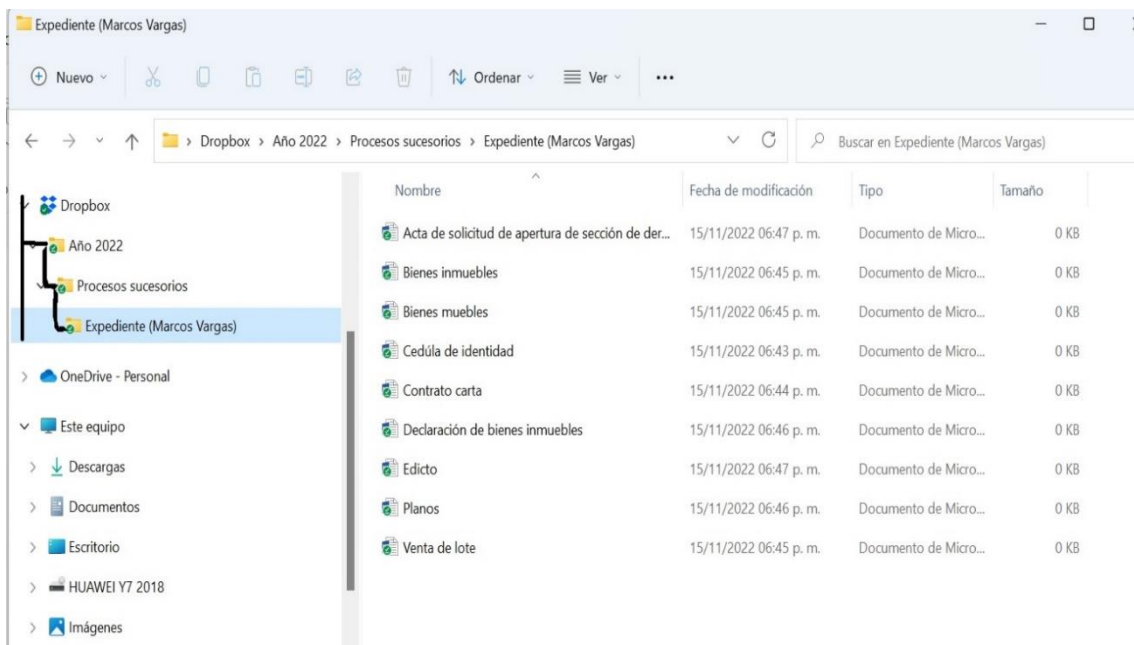 Expediente (Marcos Vargas)
Nuevo
Ordenar
Ver
Dropbox > Año 2022 > Procesos sucesorios > Expediente (Marcos Vargas)
Buscar en Expediente (Marcos Vargas)
Dropbox
Año 2022
Procesos sucesorios
Expediente (Marcos Vargas)
OneDrive - Personal
Este equipo
Descargas
Documentos
Escritorio
HUAWEI Y7 2018
Imágenes
Nombre Fecha de modificación Tipo Tamaño
Acta de solicitud de apertura de sección de der... 15/11/2022 06:47 p. m. Documento de Micro... 0 KB
Bienes inmuebles 15/11/2022 06:45 p. m. Documento de Micro... 0 KB
Bienes muebles 15/11/2022 06:45 p. m. Documento de Micro... 0 KB
Cedúla de identidad 15/11/2022 06:43 p. m. Documento de Micro... 0 KB
Contrato carta 15/11/2022 06:44 p. m. Documento de Micro... 0 KB
Declaración de bienes inmuebles 15/11/2022 06:46 p. m. Documento de Micro... 0 KB
Edicto 15/11/2022 06:47 p. m. Documento de Micro... 0 KB
Planos 15/11/2022 06:46 p. m. Documento de Micro... 0 KB
Venta de lote 15/11/2022 06:45 p. m. Documento de Micro... 0 KB